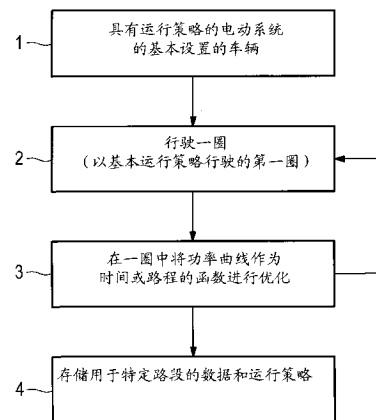 1
具有运行策略的电动系统
的基本设置的车辆
2
行驶一圈
(以基本运行策略行驶的第一圈)
3
在一圈中将功率曲线作为
时间或路程的函数进行优化
4
存储用于特定路段的数据和运行策略